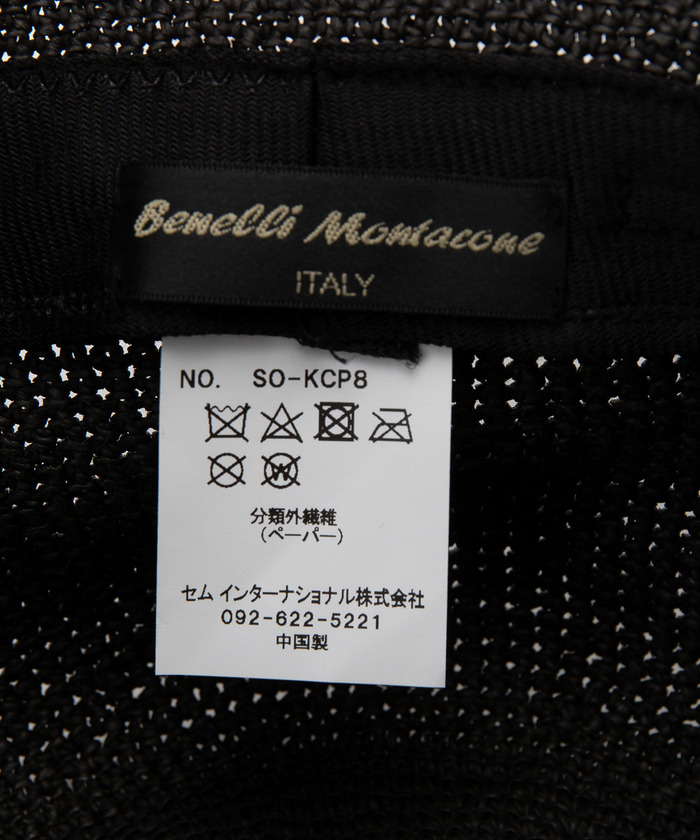 Benelli Montacone
ITALY
NO. SO-KCP8
W
分類外繊維
(ペーパー)
セム インターナショナル株式会社
092-622-5221
中国製